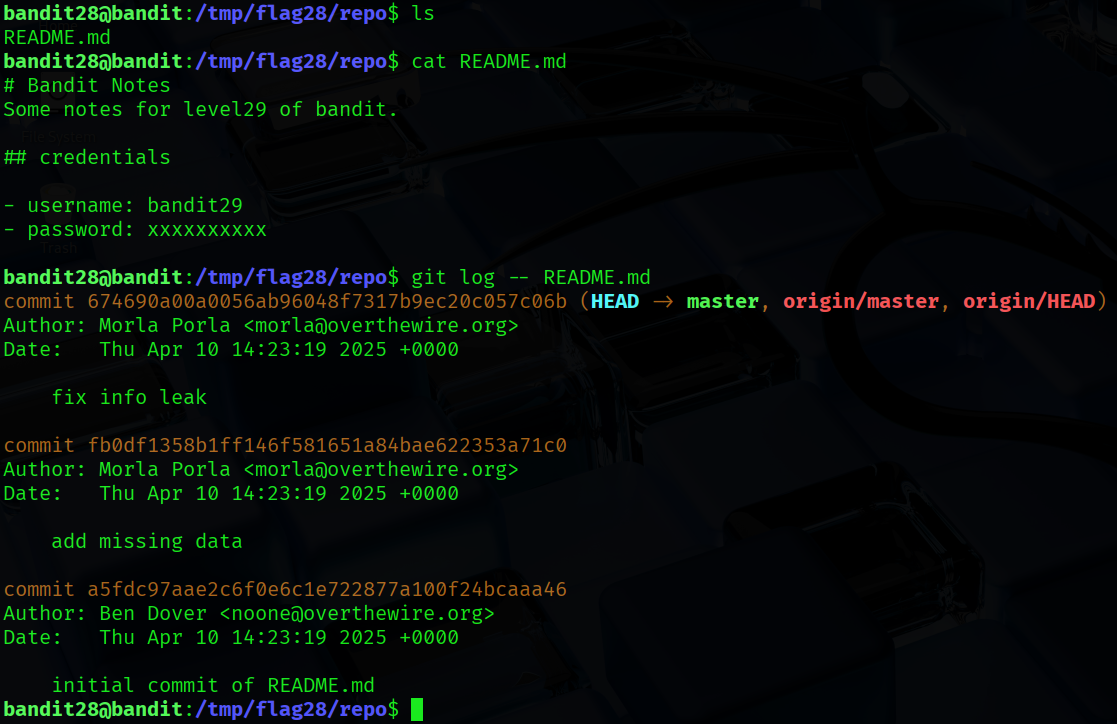 bandit28@bandit:/tmp/flag28/repo$ ls
README.md
bandit28@bandit:/tmp/flag28/repo$ cat README.md
# Bandit Notes
Some notes for level29 of bandit.
File System
## credentials
- username: bandit29
- password: xxxxxxxxxx
Trash
bandit28@bandit:/tmp/flag28/repo$ git log -- README.md
commit 674690a00a0056ab96048f7317b9ec20c057c06b (HEAD -> master, origin/master, origin/HEAD)
Author: Morla Porla <morla@overthewire.org>
Date:   Thu Apr 10 14:23:19 2025 +0000
    fix info leak
commit fb0df1358b1ff146f581651a84bae622353a71c0
Author: Morla Porla <morla@overthewire.org>
Date:   Thu Apr 10 14:23:19 2025 +0000
    add missing data
commit a5fdc97aae2c6f0e6c1e722877a100f24bcaaa46
Author: Ben Dover <noone@overthewire.org>
Date:   Thu Apr 10 14:23:19 2025 +0000
    initial commit of README.md
bandit28@bandit:/tmp/flag28/repo$